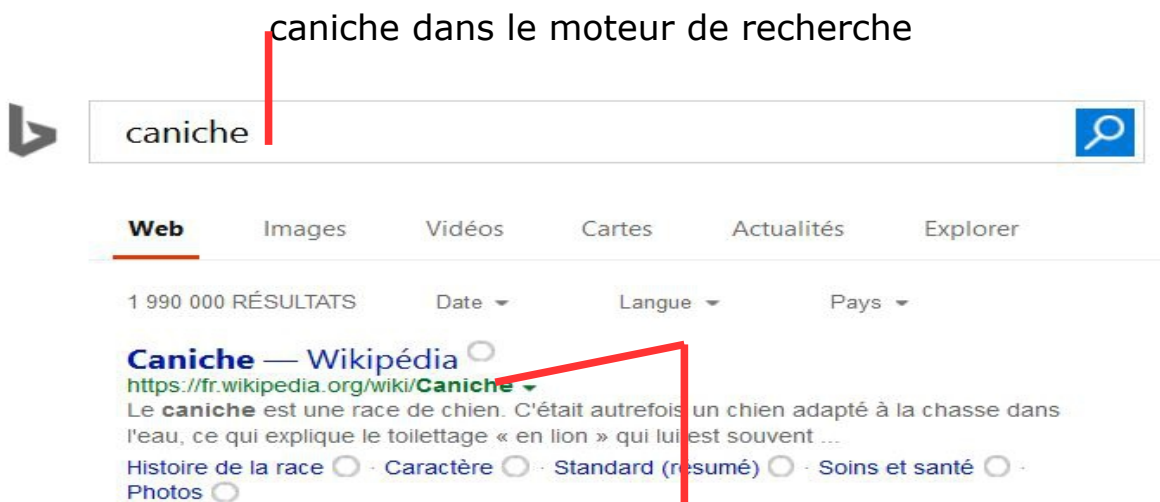 caniche dans le moteur de recherche
caniche
Web Images Vidéos Cartes Actualités Explorer
1 990 000 RÉSULTATS Date Langue Pays
Caniche — Wikipédia
https://fr.wikipedia.org/wiki/Caniche
Le caniche est une race de chien. C'était autrefois un chien adapté à la chasse dans
l'eau, ce qui explique le toilettage « en lion » qui lui est souvent ...
Histoire de la race · Caractère · Standard (résumé) · Soins et santé ·
Photos